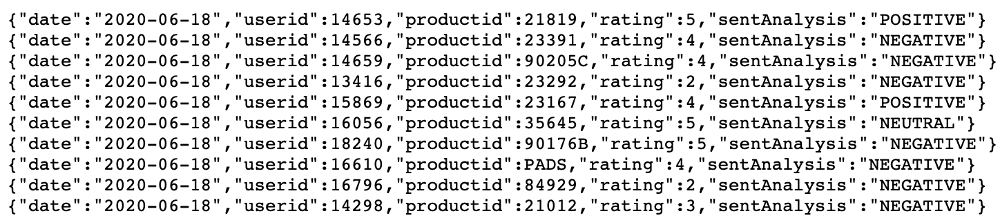 {"date":"2020-06-18","userid":14653,"productid":21819,"rating":5,"sentAnalysis":"POSITIVE"}
{"date":"2020-06-18","userid":14566,"productid":23391,"rating":4,"sentAnalysis":"NEGATIVE"}
{"date":"2020-06-18","userid":14659,"productid":90205C,"rating":4,"sentAnalysis":"NEGATIVE"}
{"date":"2020-06-18","userid":13416,"productid":23292,"rating":2,"sentAnalysis":"NEGATIVE"}
{"date":"2020-06-18","userid":15869,"productid":23167,"rating":4,"sentAnalysis":"POSITIVE"}
{"date":"2020-06-18","userid":16056,"productid":35645,"rating":5,"sentAnalysis":"NEUTRAL"}
{"date":"2020-06-18","userid":18240,"productid":90176B,"rating":5,"sentAnalysis":"NEGATIVE"}
{"date":"2020-06-18","userid":16610,"productid":PADS,"rating":4,"sentAnalysis":"NEGATIVE"}
{"date":"2020-06-18","userid":16796,"productid":84929,"rating":2,"sentAnalysis":"NEGATIVE"}
{"date":"2020-06-18","userid":14298,"productid":21012,"rating":3,"sentAnalysis":"NEGATIVE"}